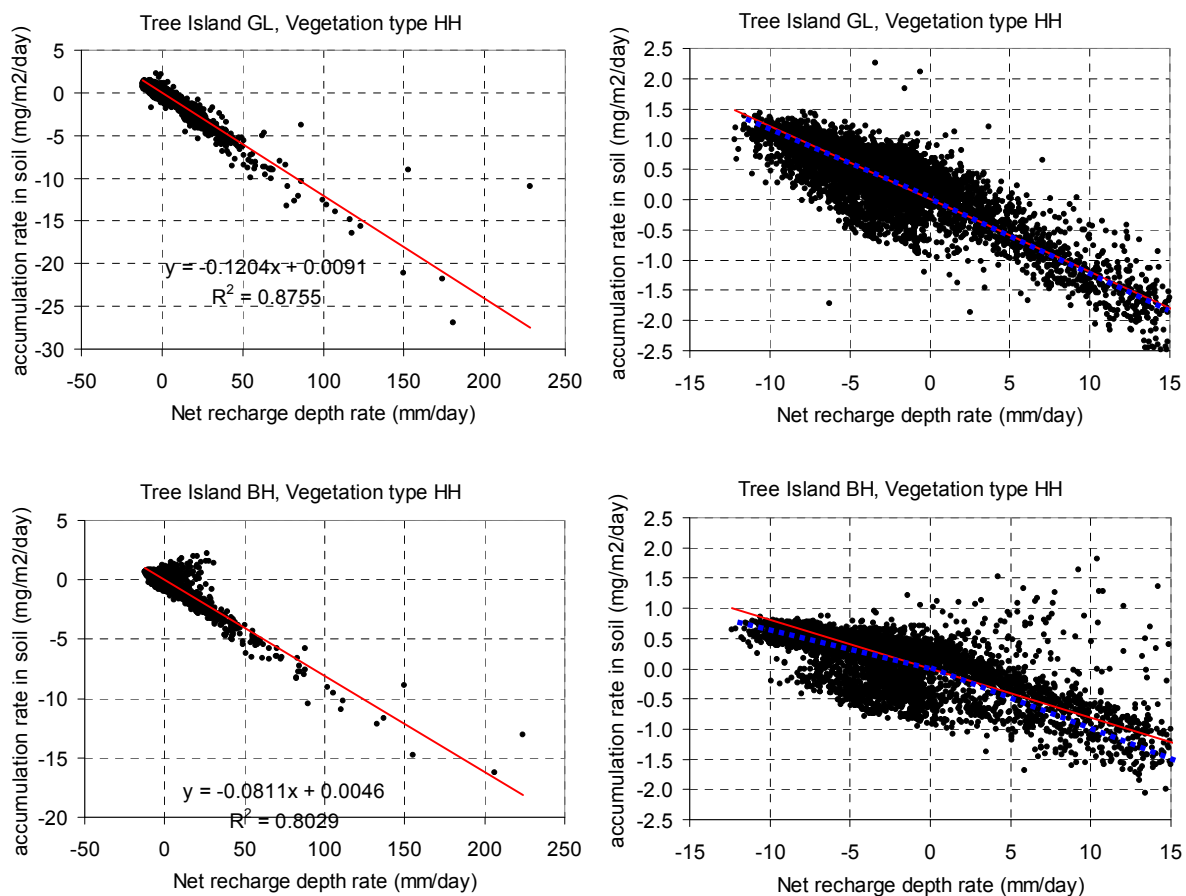 Tree Island GL, Vegetation type HH
accumulation rate in soil (mg/m2/day)
5
0
-5
-10
-15
-20
-25
-30
y = -0.1204x + 0.0091
R² = 0.8755
-50 0 50 100 150 200 250
Net recharge depth rate (mm/day)
Tree Island GL, Vegetation type HH
accumulation rate in soil (mg/m2/day)
2.5
2.0
1.5
1.0
0.5
0.0
-0.5
-1.0
-1.5
-2.0
-2.5
-15 -10 -5 0 5 10 15
Net recharge depth rate (mm/day)
Tree Island BH, Vegetation type HH
accumulation rate in soil (mg/m2/day)
5
0
-5
-10
-15
-20
y = -0.0811x + 0.0046
R² = 0.8029
-50 0 50 100 150 200 250
Net recharge depth rate (mm/day)
Tree Island BH, Vegetation type HH
accumulation rate in soil (mg/m2/day)
2.5
2.0
1.5
1.0
0.5
0.0
-0.5
-1.0
-1.5
-2.0
-2.5
-15 -10 -5 0 5 10 15
Net recharge depth rate (mm/day)